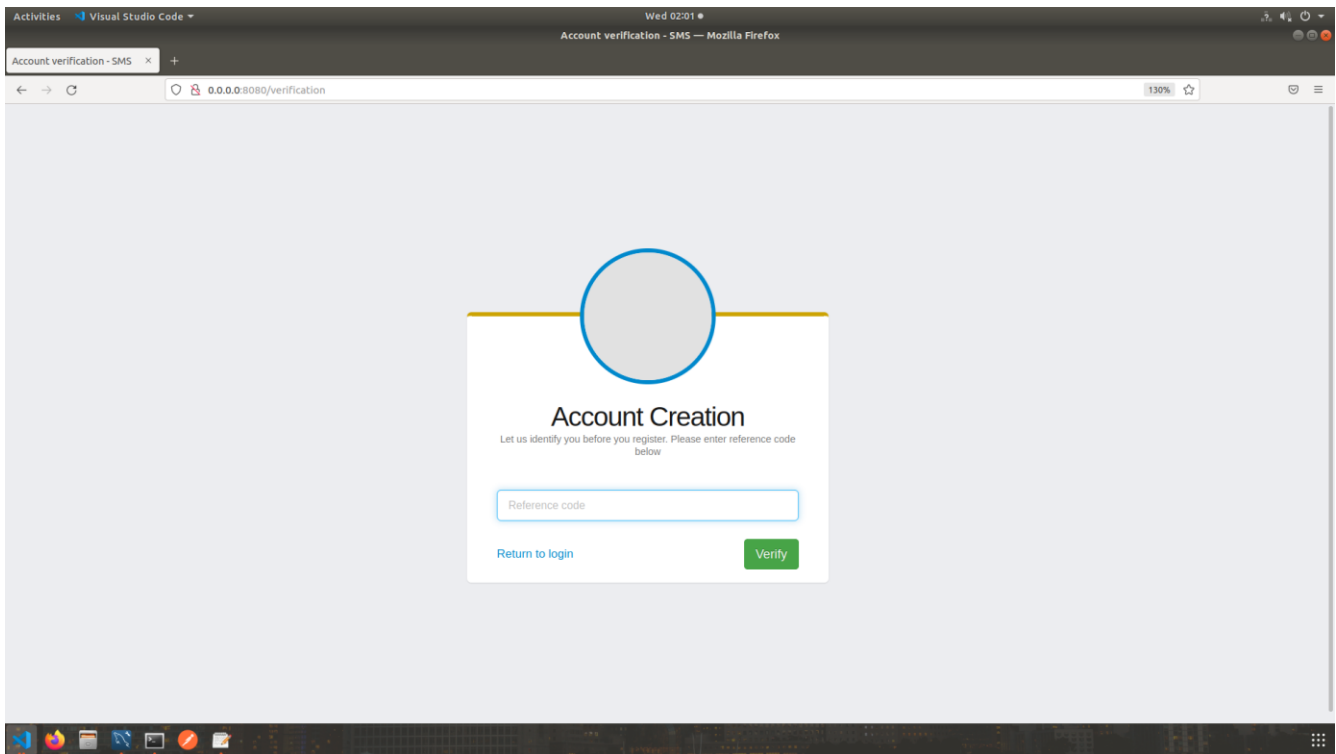 Activities Visual Studio Code Wed 02:01
Account verification - SMS — Mozilla Firefox
Account verification - SMS × +
0.0.0.0:8080/verification 130%
Account Creation
Let us identify you before you register. Please enter reference code
below
Reference code
Return to login Verify